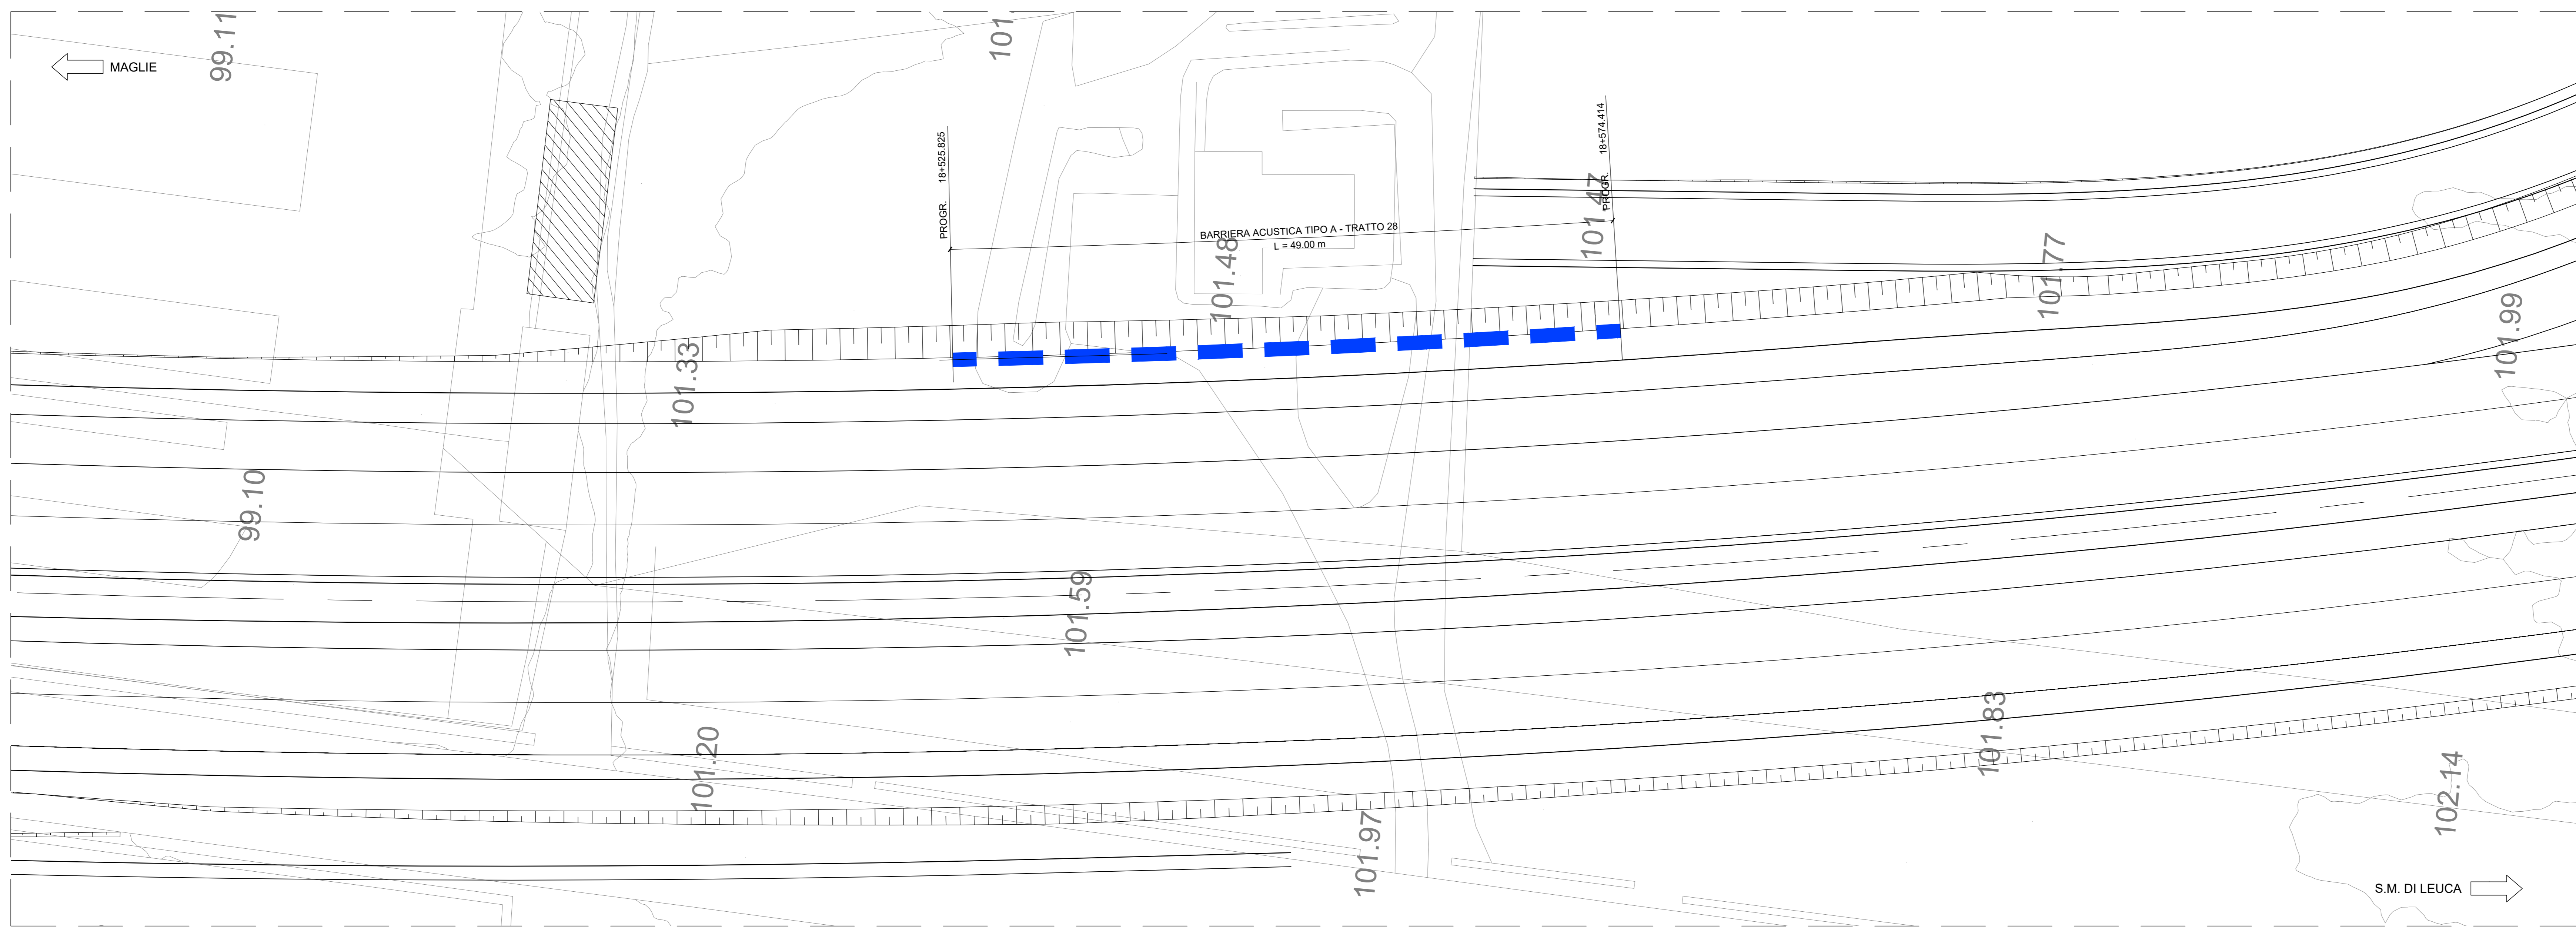 99.11
101
MAGLIE
PROGR. 18+525.825
PROGR. 18+574.414
101.47
BARRIERA ACUSTICA TIPO A - TRATTO 28
L = 49.00 m
101.48
101.77
101.99
101.33
99.10
101.59
101.20
101.83
102.14
101.97
S.M. DI LEUCA